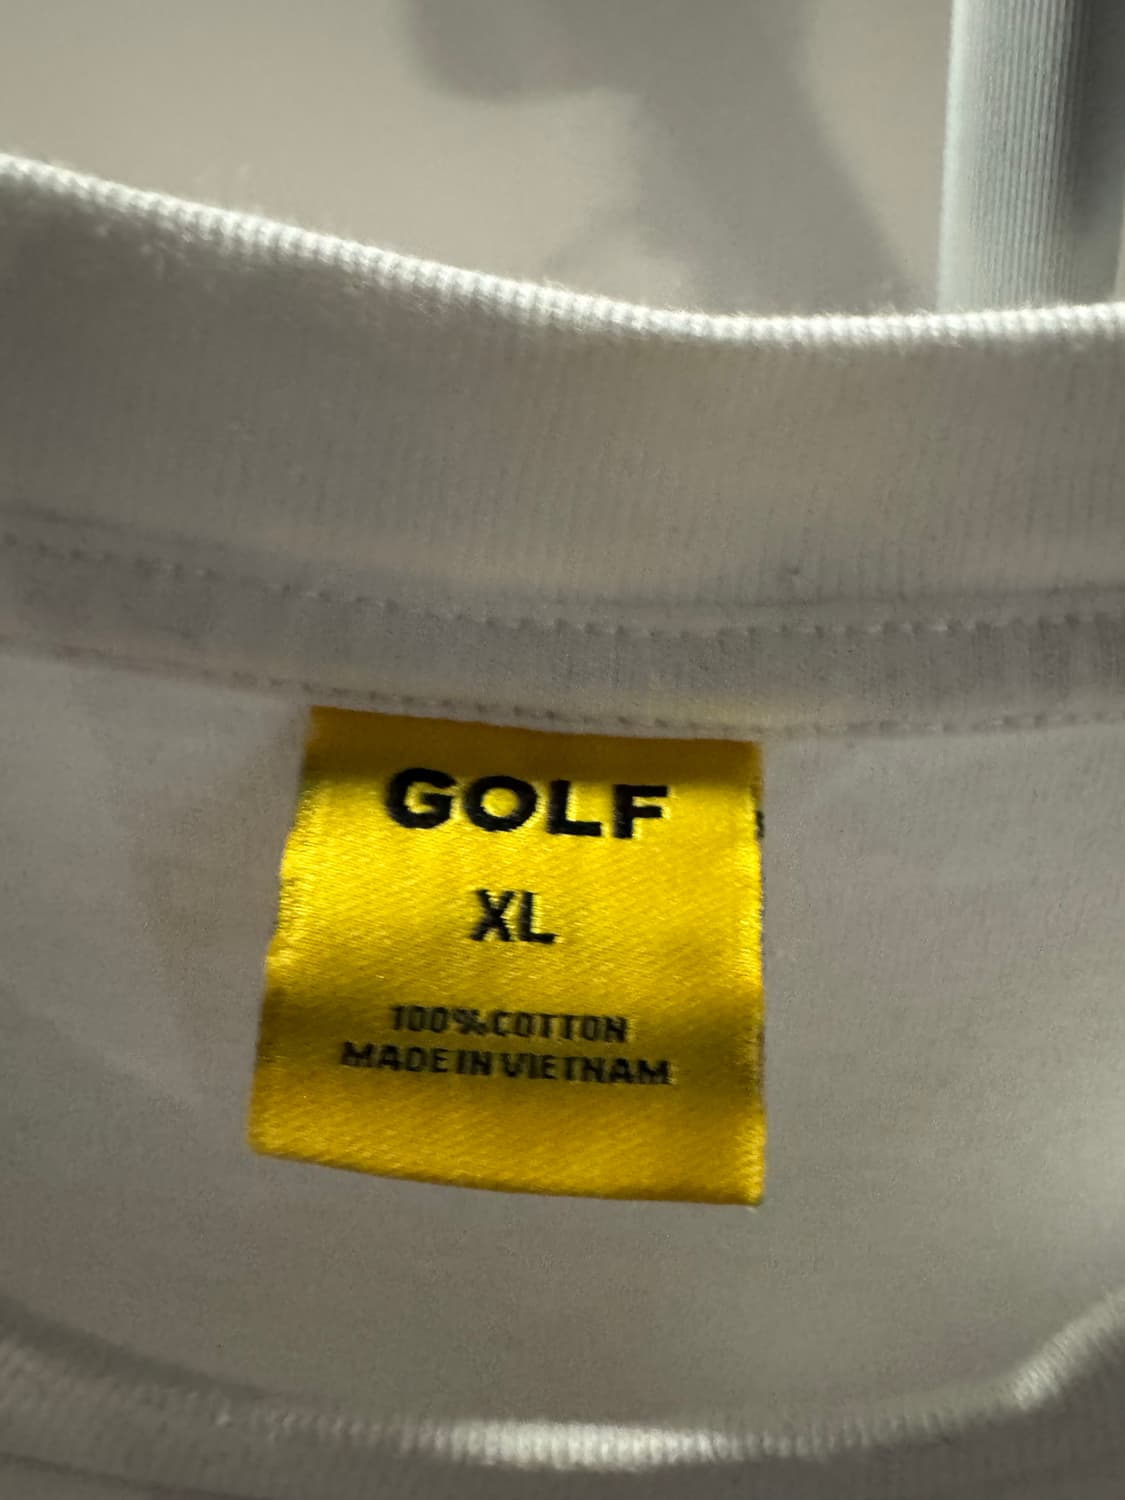 GOLF
XL
100% COTTON
MADE IN VIETNAM